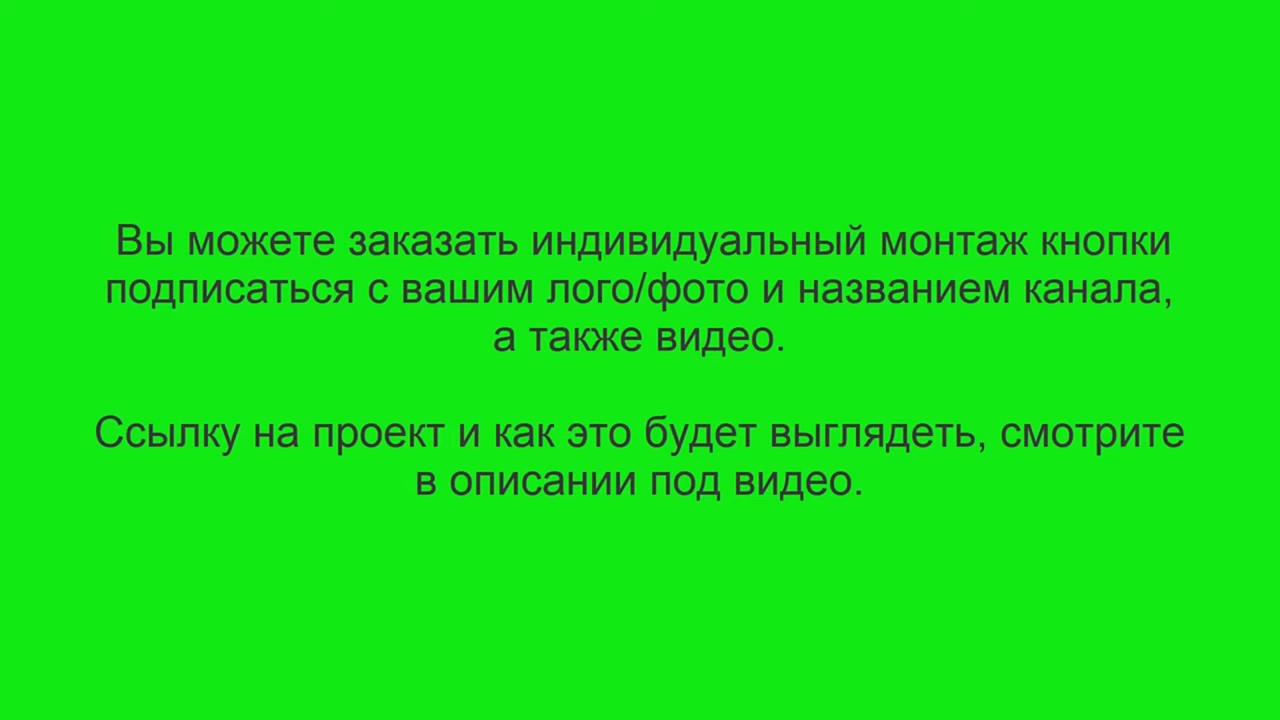 Вы можете заказать индивидуальный монтаж кнопки
подписаться с вашим лого/фото и названием канала,
а также видео.
Ссылку на проект и как это будет выглядеть, смотрите
в описании под видео.